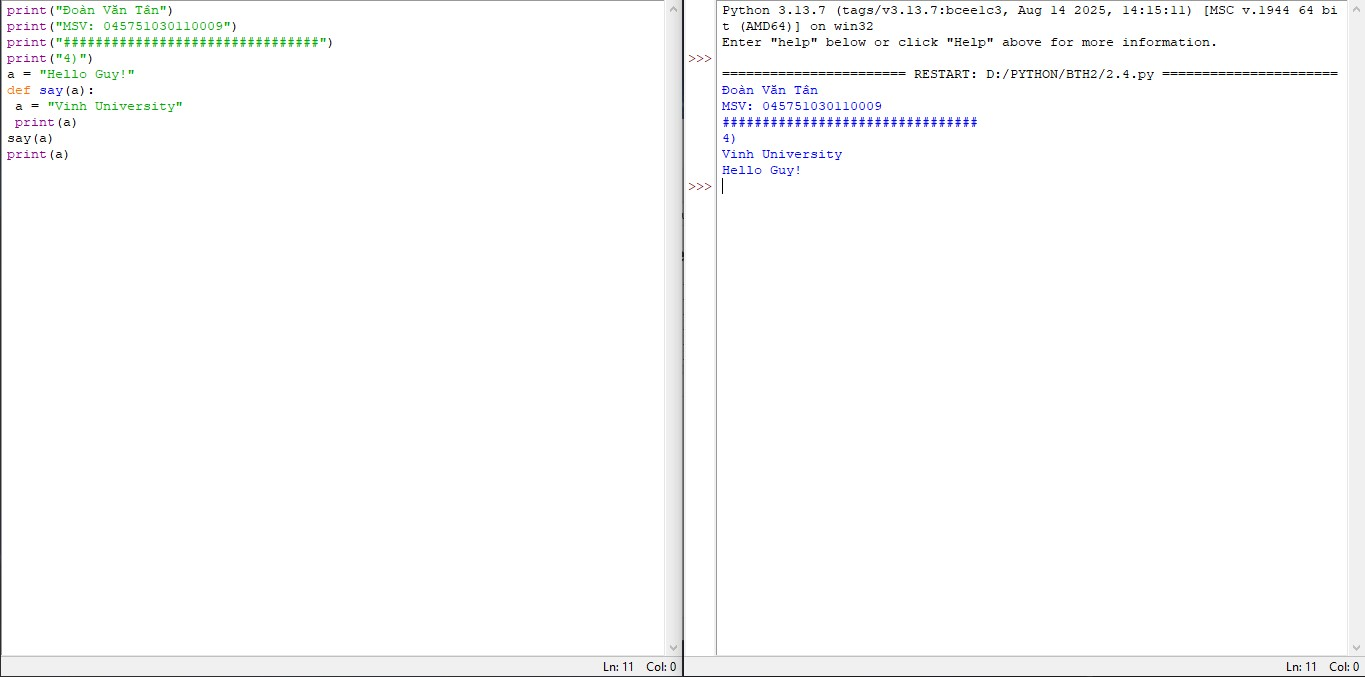 print("Đoàn Văn Tân")
print("MSV: 045751030110009")
print("################################")
print("4)")
a = "Hello Guy!"
def say(a):
 a = "Vinh University"
 print(a)
say(a)
print(a)
Ln: 11 Col: 0
Python 3.13.7 (tags/v3.13.7:bcee1c3, Aug 14 2025, 14:15:11) [MSC v.1944 64 bi
t (AMD64)] on win32
Enter "help" below or click "Help" above for more information.
>>>
======================= RESTART: D:/PYTHON/BTH2/2.4.py ======================
Đoàn Văn Tân
MSV: 045751030110009
################################
4)
Vinh University
Hello Guy!
>>>
Ln: 11 Col: 0